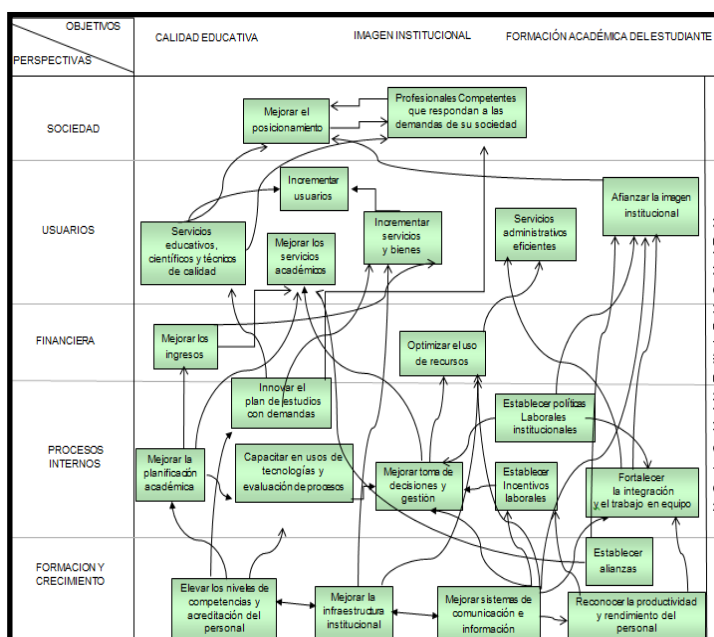 OBJETIVOS
PERSPECTIVAS
CALIDAD EDUCATIVA
IMAGEN INSTITUCIONAL
FORMACIÓN ACADÉMICA DEL ESTUDIANTE
SOCIEDAD
Mejorar el
posicionamiento
Profesionales Competentes
que respondan a las
demandas de su sociedad
USUARIOS
Incrementar
usuarios
Afianzar la imagen
institucional
Servicios
educativos,
científicos y técnicos
de calidad
Mejorar los
servicio
académicos
Incrementar
servicios
y bienes
Servicios
administrativos
eficientes
FINANCIERA
Mejorar los
ingresos
Optimizar el uso
de recursos
PROCESOS
INTERNOS
Innovar el
plan de estudios
con demandas
Establecer políticas
Laborales
institucionales
Mejorar la
planificación
académica
Capacitar en usos de
tecnologías y
evaluación de procesos
Mejorar toma de
decisiones y
gestión
Establecer
Incentivos
laborales
Fortalecer
la integración
y el trabajo en equipo
FORMACION Y
CRECIMIENTO
Establecer
alianzas
Elevar los niveles de
competencias y
acreditación del
personal
Mejorar la
infraestructura
institucional
Mejorar sistemas de
comunicación e
información
Reconocer la productividad
y rendimiento del
personal